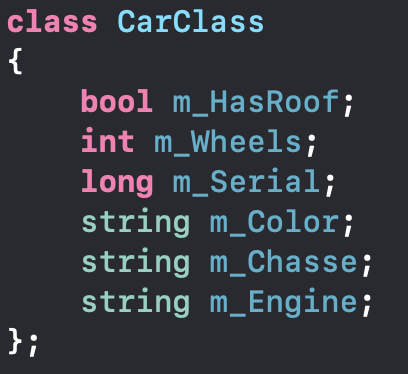 class CarClass
{
    bool m_HasRoof;
    int m_Wheels;
    long m_Serial;
    string m_Color;
    string m_Chasse;
    string m_Engine;
};